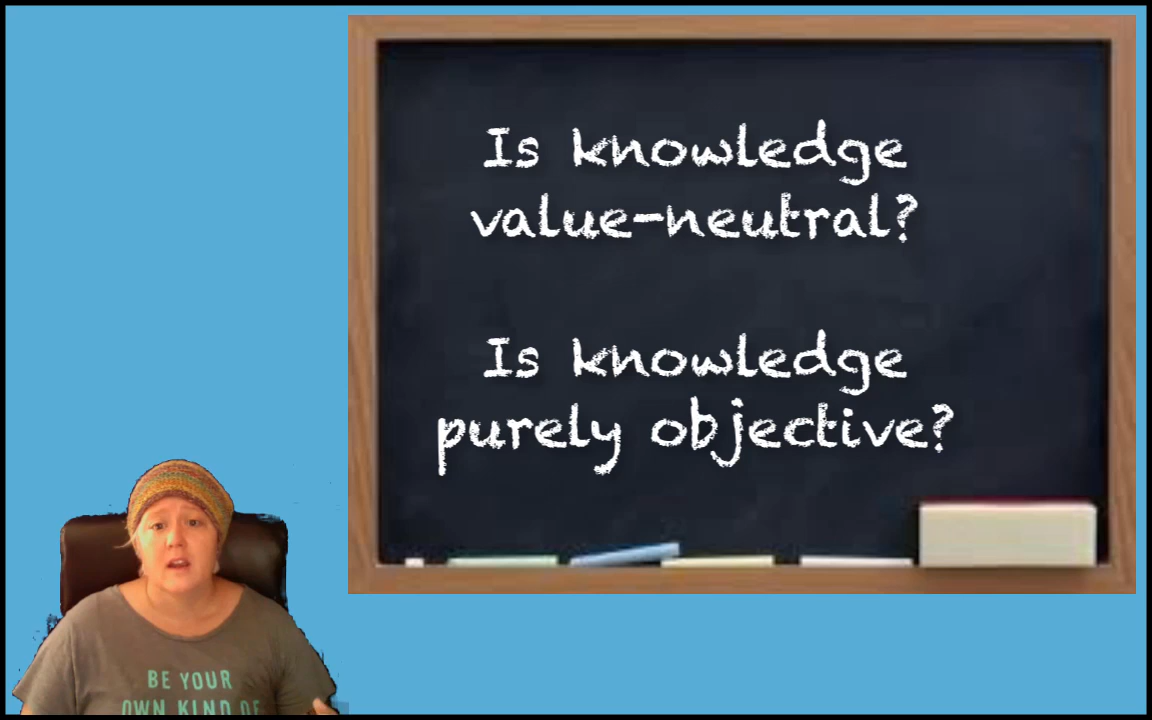 Is knowledge
value-neutral?
Is knowledge
purely objective?
BE YOUR
OWN KIND OF